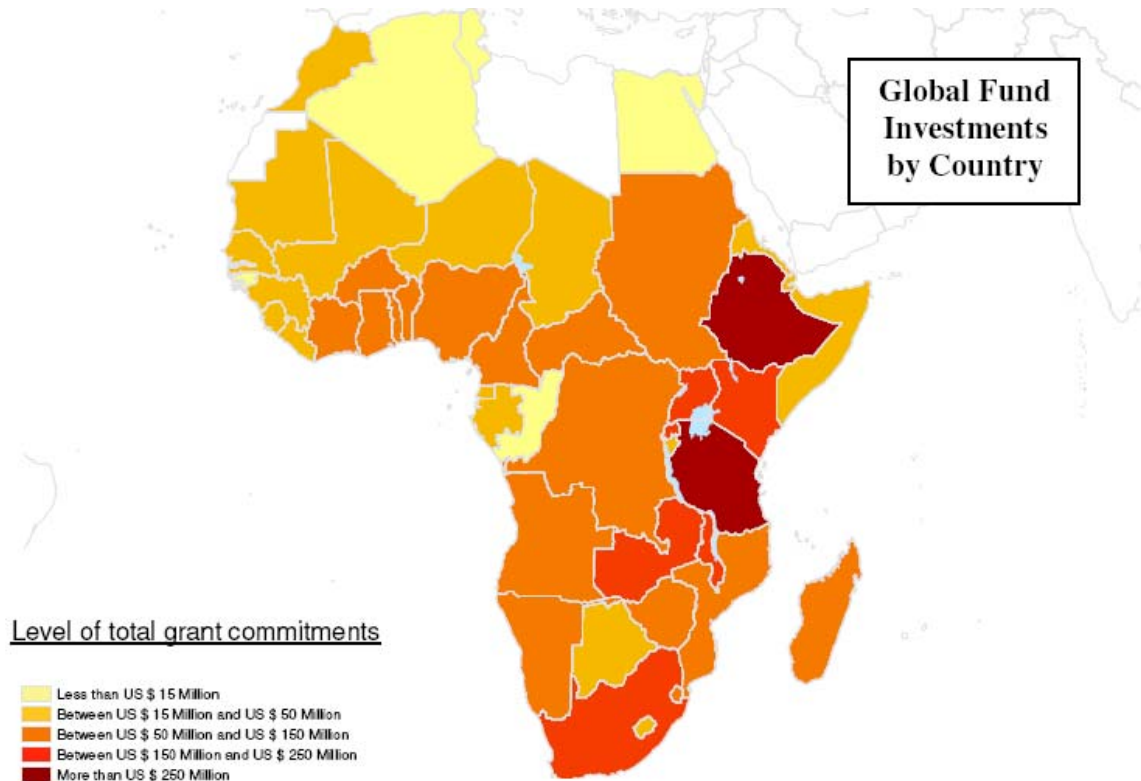 Global Fund
Investments
by Country
Level of total grant commitments
Less than US $ 15 Million
Between US $ 15 Million and US $ 50 Million
Between US $ 50 Million and US $ 150 Million
Between US $ 150 Million and US $ 250 Million
More than US $ 250 Million